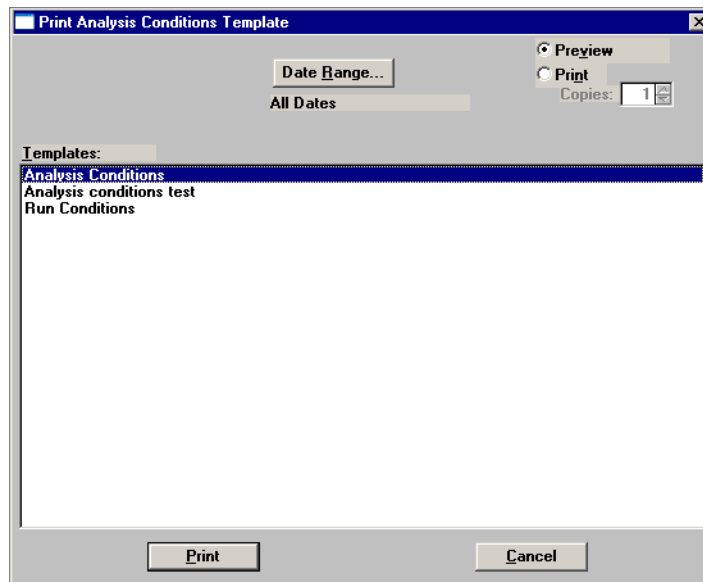 Print Analysis Conditions Template
Preview
Date Range...
Print
All Dates
Copies: 1
Templates:
Analysis Conditions
Analysis conditions test
Run Conditions
Print
Cancel